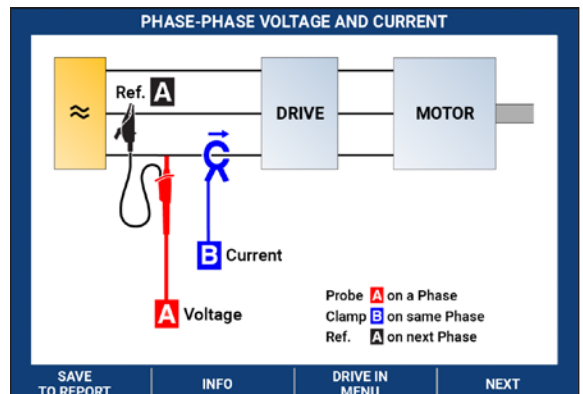 PHASE-PHASE VOLTAGE AND CURRENT
Ref. A
≈
DRIVE
MOTOR
B Current
A Voltage
Probe A on a Phase
Clamp B on same Phase
Ref. A on next Phase
SAVE
TO REPORT
INFO
DRIVE IN
MENU
NEXT